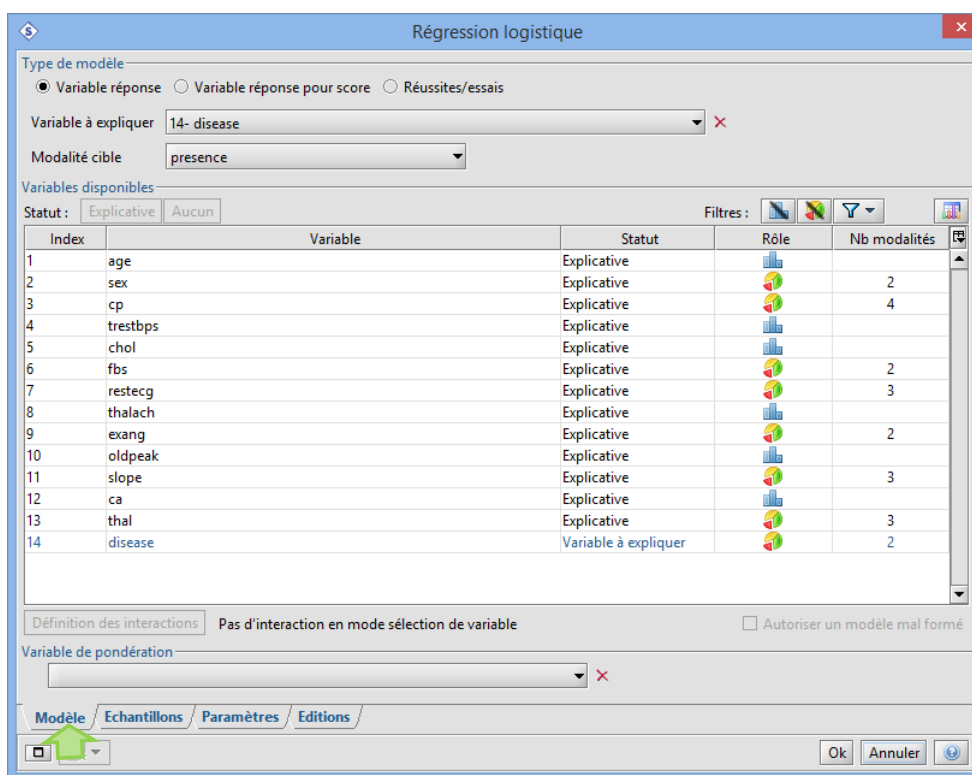 S
Régression logistique
Type de modèle
Variable réponse Variable réponse pour score Réussites/essais
Variable à expliquer 14- disease
Modalité cible presence
Variables disponibles
Statut : Explicative Aucun Filtres :
Index Variable Statut Rôle Nb modalités
1 age Explicative
2 sex Explicative 2
3 cp Explicative 4
4 trestbps Explicative
5 chol Explicative
6 fbs Explicative 2
7 restecg Explicative 3
8 thalach Explicative
9 exang Explicative 2
10 oldpeak Explicative
11 slope Explicative 3
12 ca Explicative
13 thal Explicative 3
14 disease Variable à expliquer 2
Définition des interactions Pas d'interaction en mode sélection de variable Autoriser un modèle mal formé
Variable de pondération
Modèle Echantillons Paramètres Editions
Ok Annuler ?